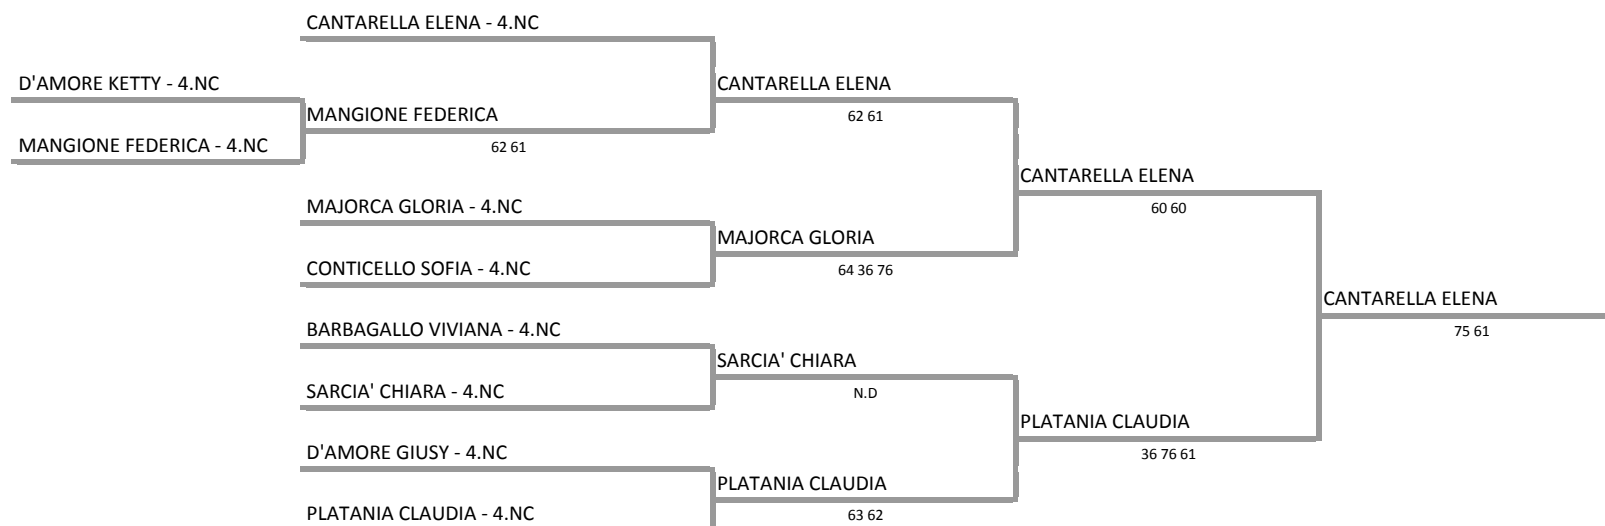 CANTARELLA ELENA - 4.NC
D'AMORE KETTY - 4.NC
CANTARELLA ELENA
MANGIONE FEDERICA
62 61
MANGIONE FEDERICA - 4.NC
62 61
CANTARELLA ELENA
MAJORCA GLORIA - 4.NC
60 60
MAJORCA GLORIA
CONTICELLO SOFIA - 4.NC
64 36 76
CANTARELLA ELENA
BARBAGALLO VIVIANA - 4.NC
75 61
SARCIA' CHIARA
SARCIA' CHIARA - 4.NC
N.D
PLATANIA CLAUDIA
D'AMORE GIUSY - 4.NC
36 76 61
PLATANIA CLAUDIA
PLATANIA CLAUDIA - 4.NC
63 62